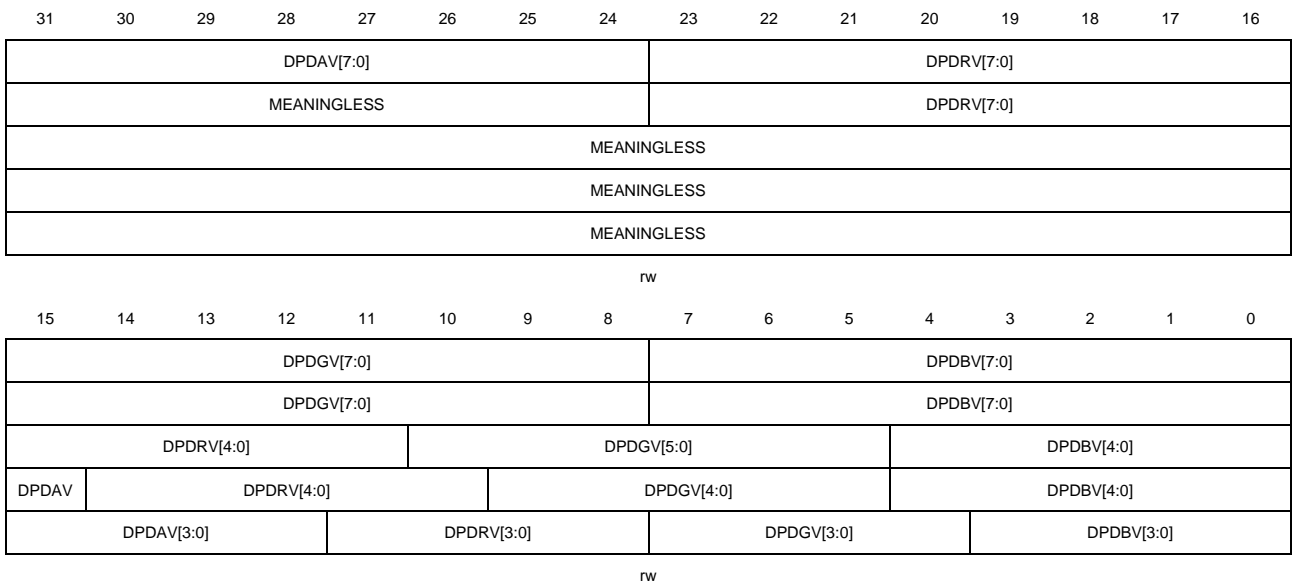 31 30 29 28 27 26 25 24 23 22 21 20 19 18 17 16
DPDAV[7:0] DPDRV[7:0]
MEANINGLESS DPDRV[7:0]
MEANINGLESS
MEANINGLESS
MEANINGLESS
rw
15 14 13 12 11 10 9 8 7 6 5 4 3 2 1 0
DPDGV[7:0] DPDBV[7:0]
DPDGV[7:0] DPDBV[7:0]
DPDRV[4:0] DPDGV[5:0] DPDBV[4:0]
DPDAV DPDRV[4:0] DPDGV[4:0] DPDBV[4:0]
DPDAV[3:0] DPDRV[3:0] DPDGV[3:0] DPDBV[3:0]
rw